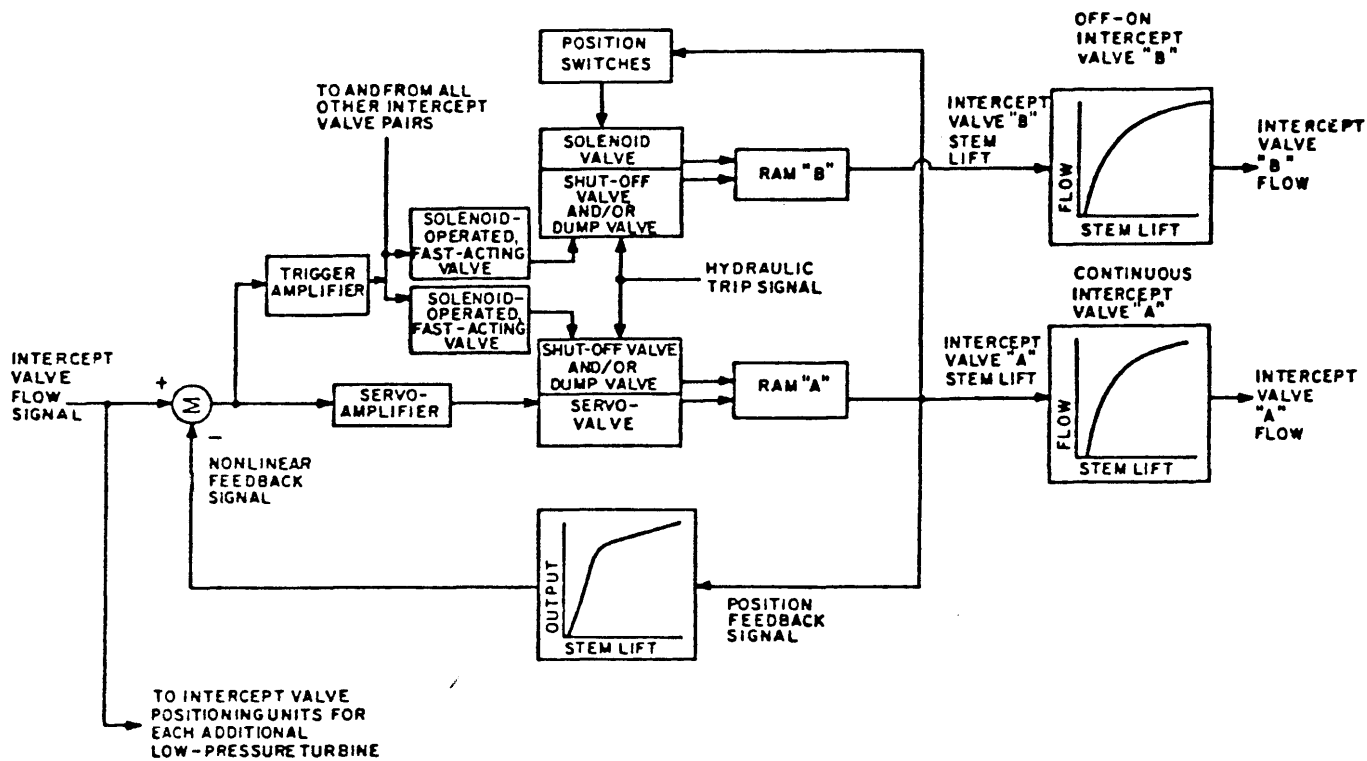 OFF-ON
INTERCEPT
VALVE "B"
POSITION
SWITCHES
TO AND FROM ALL
OTHER INTERCEPT
VALVE PAIRS
INTERCEPT
VALVE "B"
STEM
LIFT
FLOW
STEM LIFT
INTERCEPT
VALVE
"B"
FLOW
SOLENOID
VALVE
SHUT-OFF
VALVE
AND/OR
DUMP VALVE
RAM "B"
SOLENOID-
OPERATED,
FAST-ACTING
VALVE
TRIGGER
AMPLIFIER
HYDRAULIC
TRIP SIGNAL
SOLENOID-
OPERATED,
FAST-ACTING
VALVE
CONTINUOUS
INTERCEPT
VALVE "A"
INTERCEPT
VALVE
FLOW
SIGNAL
+
M
-
SERVO-
AMPLIFIER
SHUT-OFF VALVE
AND/OR
DUMP VALVE
SERVO-
VALVE
RAM "A"
INTERCEPT
VALVE "A"
STEM LIFT
FLOW
STEM LIFT
INTERCEPT
VALVE
"A"
FLOW
NONLINEAR
FEEDBACK
SIGNAL
OUTPUT
STEM LIFT
POSITION
FEEDBACK
SIGNAL
TO INTERCEPT VALVE
POSITIONING UNITS FOR
EACH ADDITIONAL
LOW-PRESSURE TURBINE